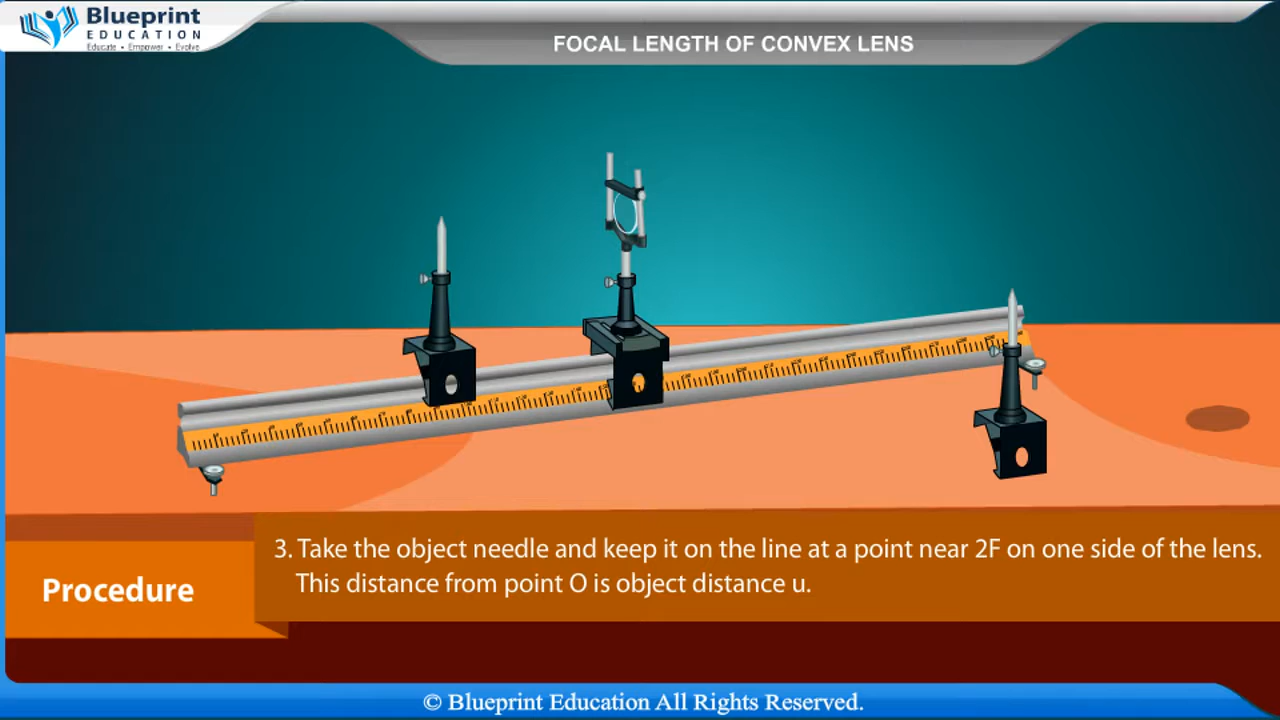 Blueprint
EDUCATION
Educate • Empower • Evolve
FOCAL LENGTH OF CONVEX LENS
3. Take the object needle and keep it on the line at a point near 2F on one side of the lens.
This distance from point O is object distance u.
Procedure
© Blueprint Education All Rights Reserved.